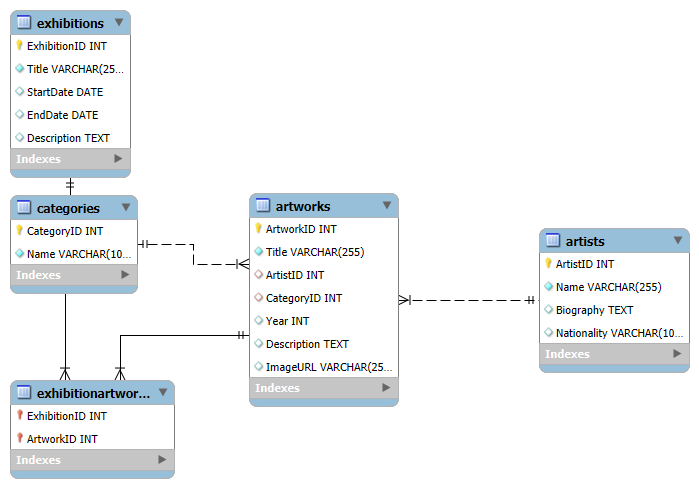 exhibitions
ExhibitionID INT
Title VARCHAR(25...
StartDate DATE
EndDate DATE
Description TEXT
Indexes
categories
CategoryID INT
Name VARCHAR(10...
Indexes
exhibitionartwor...
ExhibitionID INT
ArtworkID INT
Indexes
artworks
ArtworkID INT
Title VARCHAR(255)
ArtistID INT
CategoryID INT
Year INT
Description TEXT
ImageURL VARCHAR(25...
Indexes
artists
ArtistID INT
Name VARCHAR(255)
Biography TEXT
Nationality VARCHAR(10...
Indexes